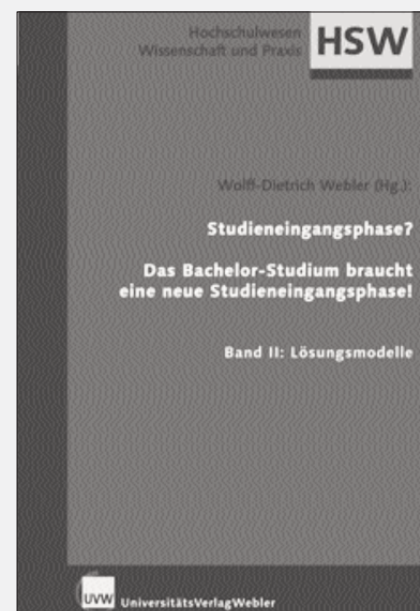 Hochschulwesen
Wissenschaft und Praxis
HSW
Wolff-Dietrich Webler (Hg.):
Studieneingangsphase?
Das Bachelor-Studium braucht
eine neue Studieneingangsphase!
Band II: Lösungsmodelle
UVW UniversitätsVerlagWebler